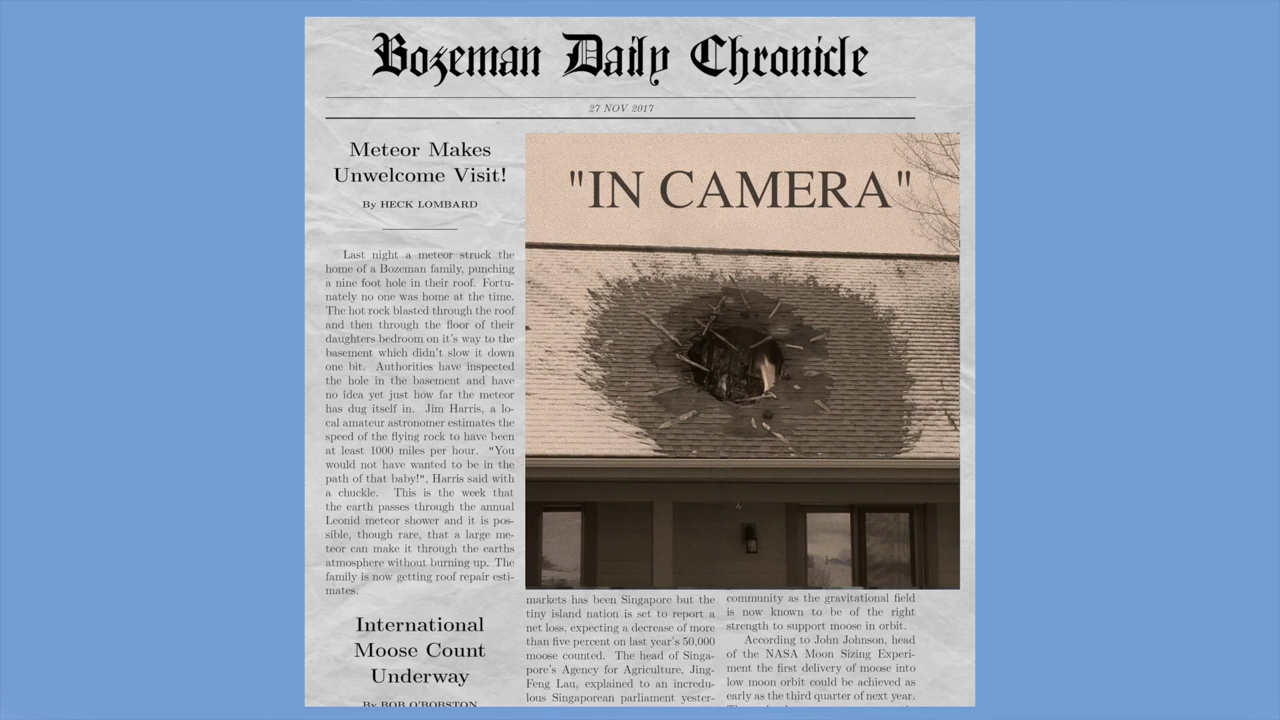 Bozeman Daily Chronicle
27 NOV 2017
Meteor Makes
Unwelcome Visit!
By HECK LOMBARD
Last night a meteor struck the
home of a Bozeman family, punching
a nine foot hole in their roof. Fortu-
nately no one was home at the time.
The hot rock blasted through the roof
and then through the floor of their
daughters bedroom on it's way to the
basement which didn't slow it down
one bit. Authorities have inspected
the hole in the basement and have
no idea yet just how far the meteor
has dug itself in. Jim Harris, a lo-
cal amateur astronomer estimates the
speed of the flying rock to have been
at least 1000 miles per hour. "You
would not have wanted to be in the
path of that baby!", Harris said with
a chuckle. This is the week that
the earth passes through the annual
Leonid meteor shower and it is pos-
sible, though rare, that a large me-
teor can make it through the earths
atmosphere without burning up. The
family is now getting roof repair esti-
mates.
International
Moose Count
Underway
By BOB O'BOBSTON
"IN CAMERA"
markets has been Singapore but the
tiny island nation is set to report a
net loss, expecting a decrease of more
than five percent on last year's 50,000
moose counted. The head of Singa-
pore's Agency for Agriculture, Jing-
Feng Lau, explained to an incredu-
lous Singaporean parliament yester-
community as the gravitational field
is now known to be of the right
strength to support moose in orbit.
According to John Johnson, head
of the NASA Moon Sizing Experi-
ment the first delivery of moose into
low moon orbit could be achieved as
early as the third quarter of next year.